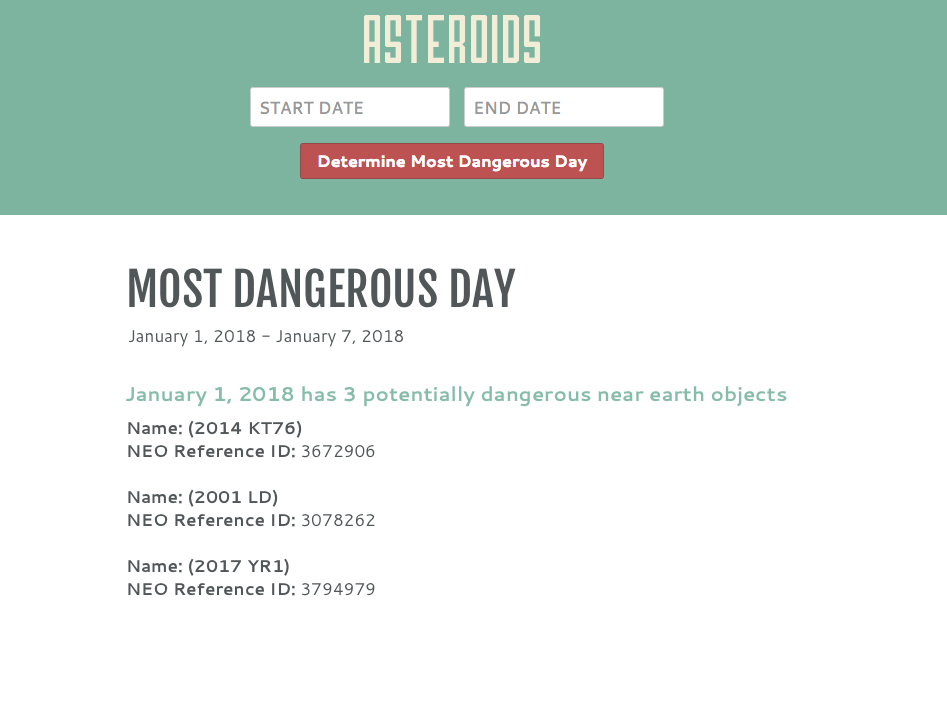 ASTEROIDS
START DATE
END DATE
Determine Most Dangerous Day
MOST DANGEROUS DAY
January 1, 2018 - January 7, 2018
January 1, 2018 has 3 potentially dangerous near earth objects
Name: (2014 KT76)
NEO Reference ID: 3672906
Name: (2001 LD)
NEO Reference ID: 3078262
Name: (2017 YR1)
NEO Reference ID: 3794979